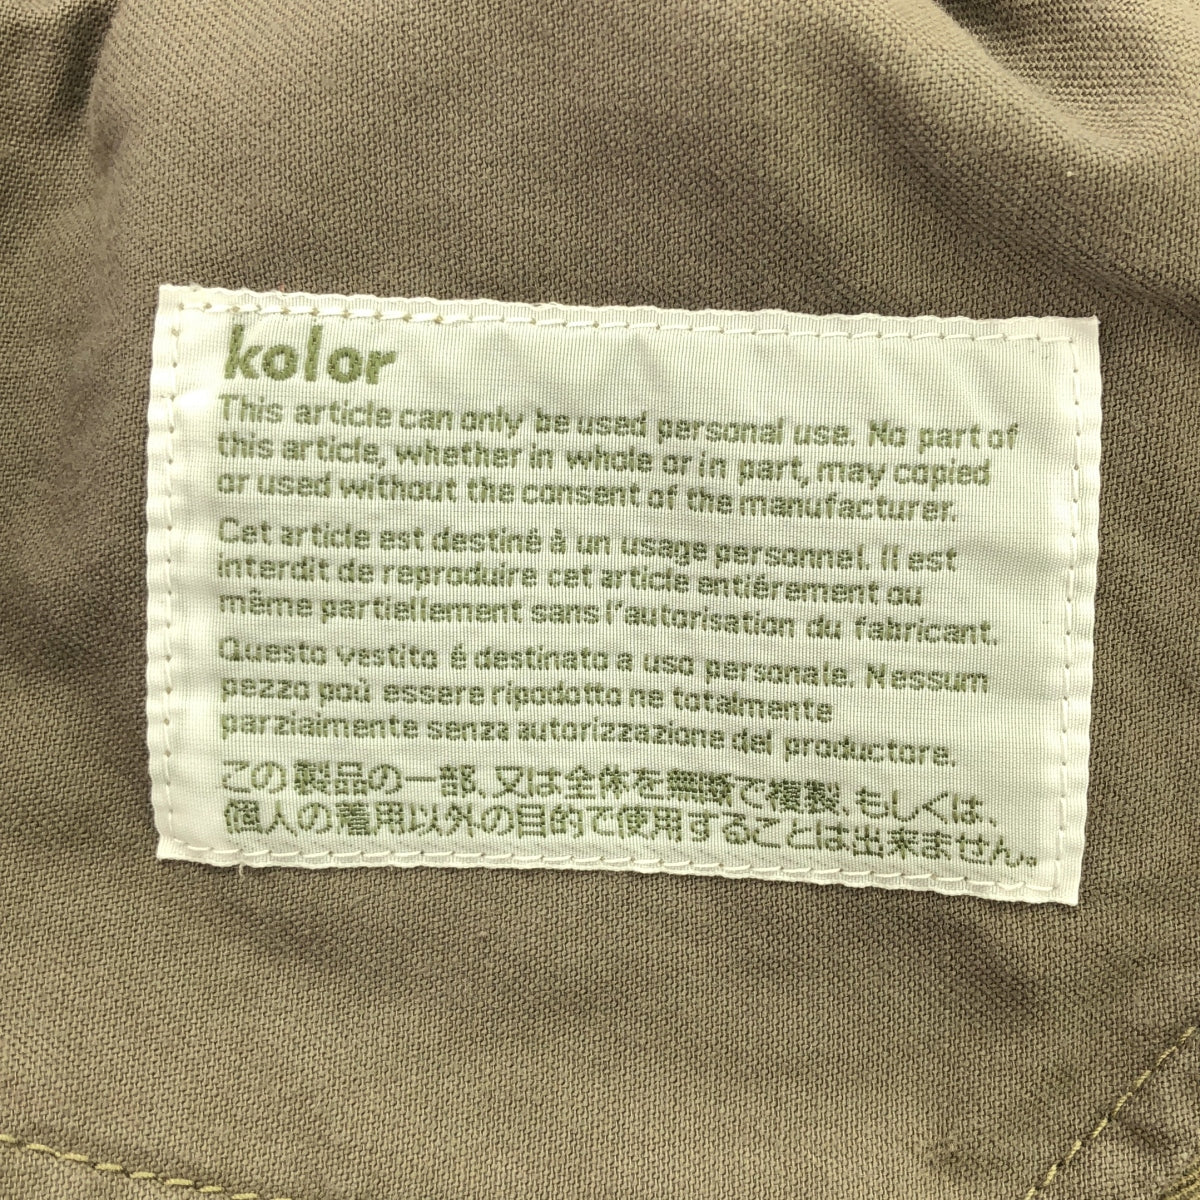 kolor
This article can only be used personal use. No part of
this article, whether in whole or in part, may copied
or used without the consent of the manufacturer.
Cet article est destiné à un usage personnel. Il est
interdit de reproduire cet article entiérement ou
même partiellement sans l'autorisation du fabricant.
Questo vestito é destinato a uso personale. Nessum
pezzo poù essere ripodotto ne totalmente
parzialmente senza autorizzazione del productore.
この製品の一部、又は全体を無断で複製、もしくは、
個人の着用以外の目的で使用することは出来ません。